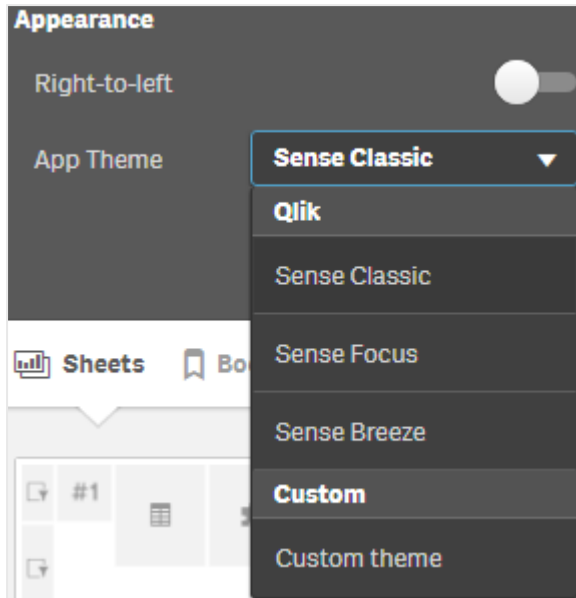 Appearance
Right-to-left
App Theme
Sense Classic
Qlik
Sense Classic
Sense Focus
Sense Breeze
Custom
Custom theme
Sheets
#1